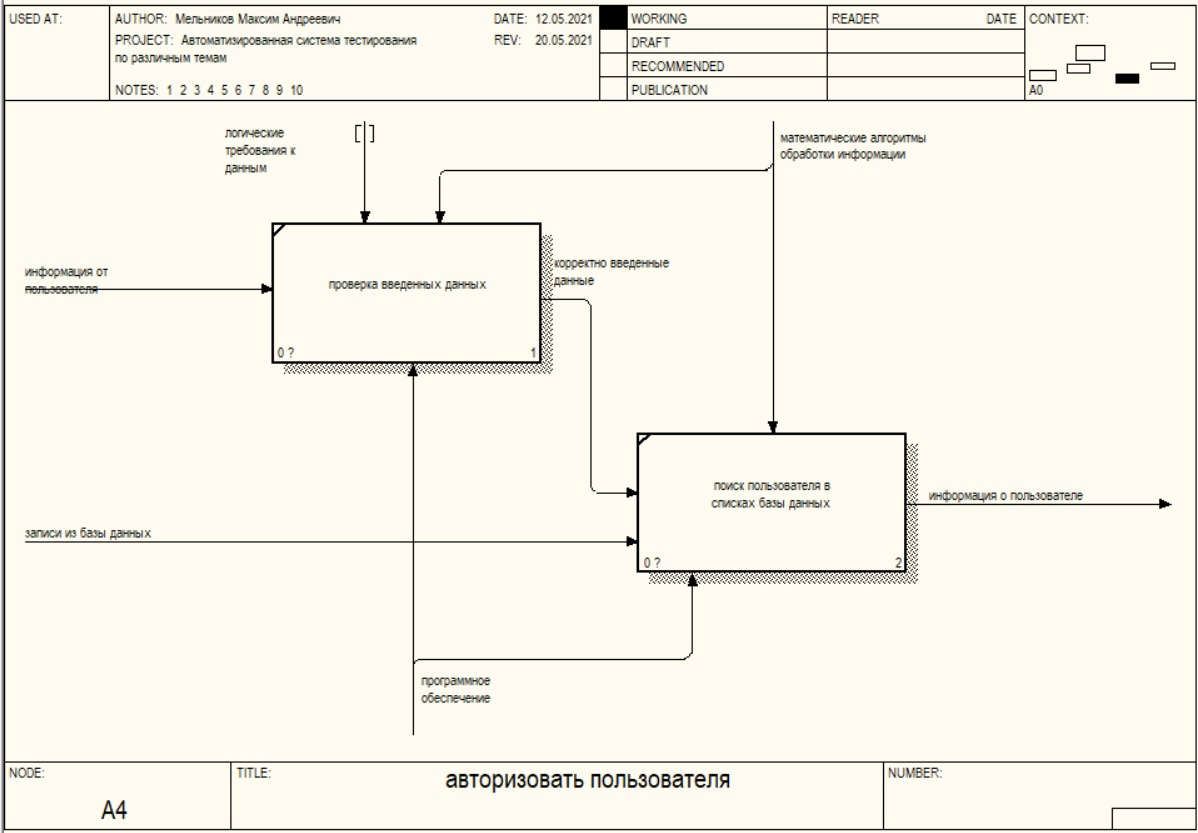 USED AT:
AUTHOR: Мельников Максим Андреевич
DATE: 12.05.2021
PROJECT: Автоматизированная система тестирования
по различным темам
REV: 20.05.2021
NOTES: 1 2 3 4 5 6 7 8 9 10
WORKING
DRAFT
RECOMMENDED
PUBLICATION
READER
DATE
CONTEXT:
A0
логические
требования к
данным
математические алгоритмы
обработки информации
информация от
пользователя
проверка введенных данных
0 ?
1
корректно введенные
данные
поиск пользователя в
списках базы данных
0 ?
2
информация о пользователе
записи из базы данных
программное
обеспечение
NODE:
A4
TITLE:
авторизовать пользователя
NUMBER: